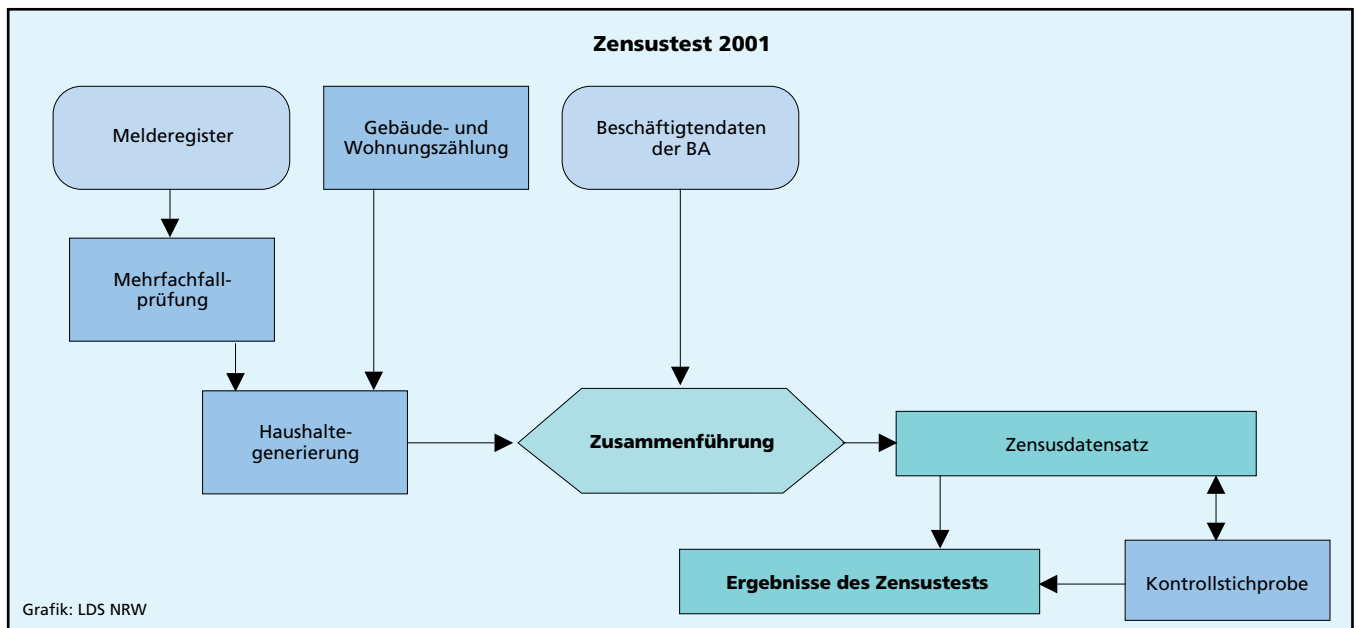 Zensustest 2001
Melderegister
Gebäude- und
Wohnungszählung
Beschäftigtendaten
der BA
Mehrfachfall-
prüfung
Haushalte-
generierung
Zusammenführung
Zensusdatensatz
Ergebnisse des Zensustests
Kontrollstichprobe
Grafik: LDS NRW